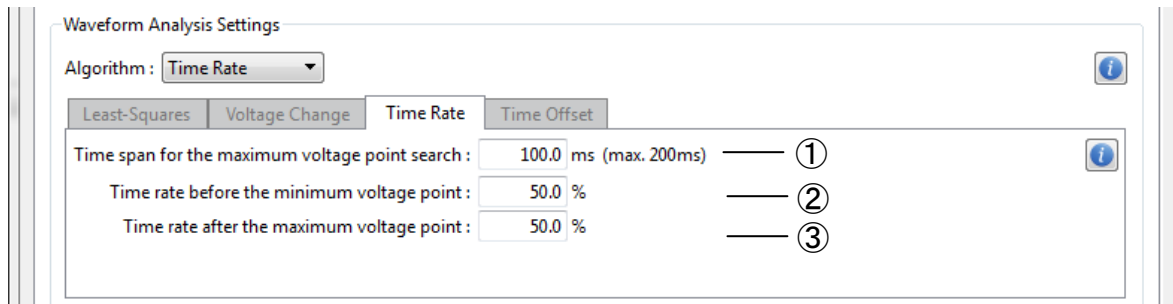 Waveform Analysis Settings
Algorithm : Time Rate
Least-Squares Voltage Change Time Rate Time Offset
Time span for the maximum voltage point search : 100.0 ms (max. 200ms) ①
Time rate before the minimum voltage point : 50.0 % ②
Time rate after the maximum voltage point : 50.0 % ③